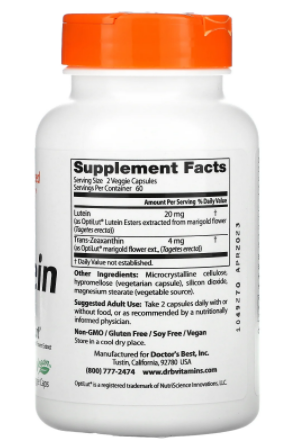 Supplement Facts
Serving Size 2 Veggie Capsules
Servings Per Container 60
Amount Per Serving % Daily Value
Lutein 20 mg †
(as OptiLut® Lutein Esters extracted from marigold flower
(Tagetes erecta))
Trans-Zeaxanthin 4 mg †
(as OptiLut® marigold flower ext., (Tagetes erecta))
† Daily Value not established.
Other Ingredients: Microcrystalline cellulose,
hypromellose (vegetarian capsule), silicon dioxide,
magnesium stearate (vegetable source).
Suggested Adult Use: Take 2 capsules daily with or
without food, or as recommended by a nutritionally
informed physician.
Non-GMO / Gluten Free / Soy Free / Vegan
Store in a cool dry place.
Manufactured for Doctor's Best, Inc.
Tustin, California, 92780 USA
(800) 777-2474 www.drbvitamins.com
OptiLut® is a registered trademark of NutriScience Innovations, LLC.
1049270 APR2023
ein
Caps